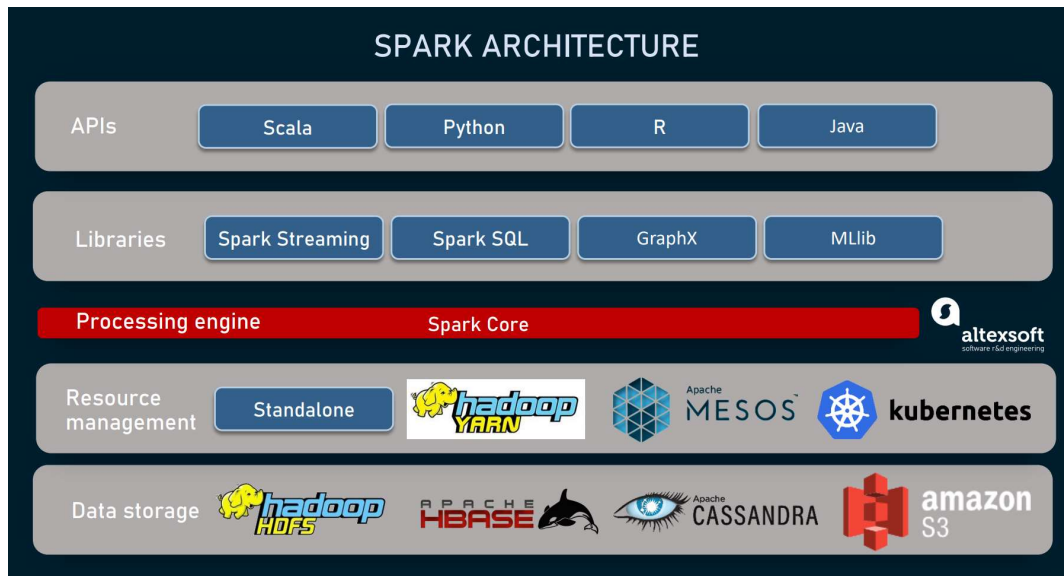 SPARK ARCHITECTURE
APIs
Scala
Python
R
Java
Libraries
Spark Streaming
Spark SQL
GraphX
MLlib
Processing engine
Spark Core
altexsoft
software r&d engineering
Resource
management
Standalone
hadoop
YARN
Apache
MESOS™
kubernetes
Data storage
hadoop
HDFS
APACHE
HBASE
Apache
CASSANDRA
amazon
S3